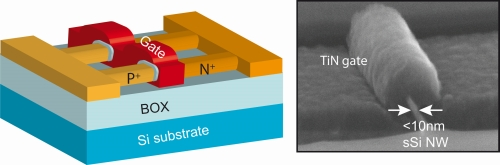 Gate
P+
N+
BOX
Si substrate
TiN gate
<10nm
sSi NW